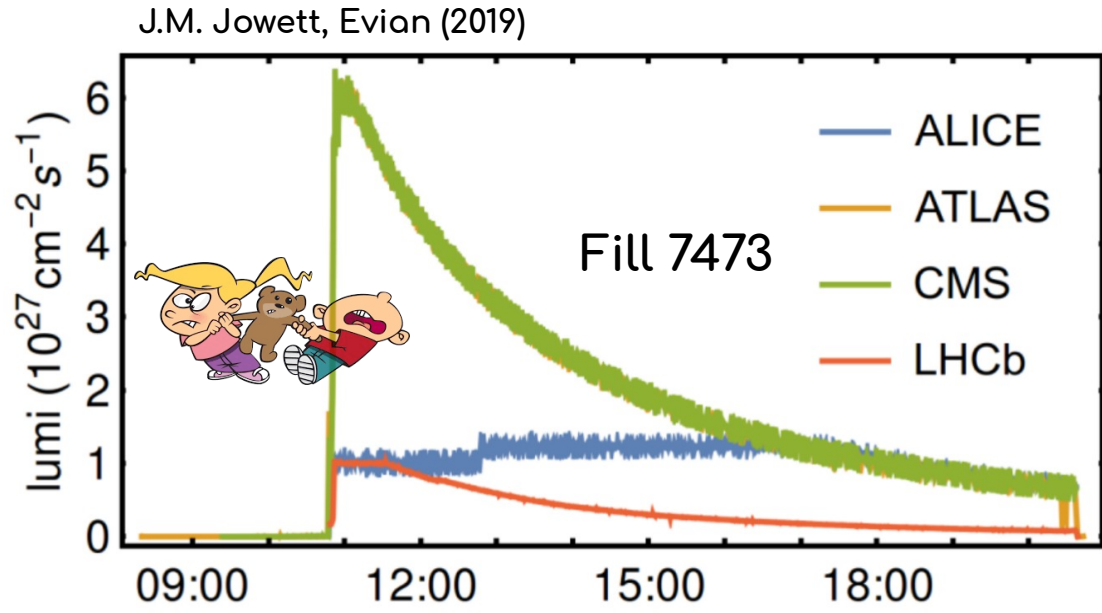 J.M. Jowett, Evian (2019)
lumi (10²⁷cm⁻²s⁻¹)
6
5
4
3
2
1
0
Fill 7473
ALICE
ATLAS
CMS
LHCb
09:00 12:00 15:00 18:00